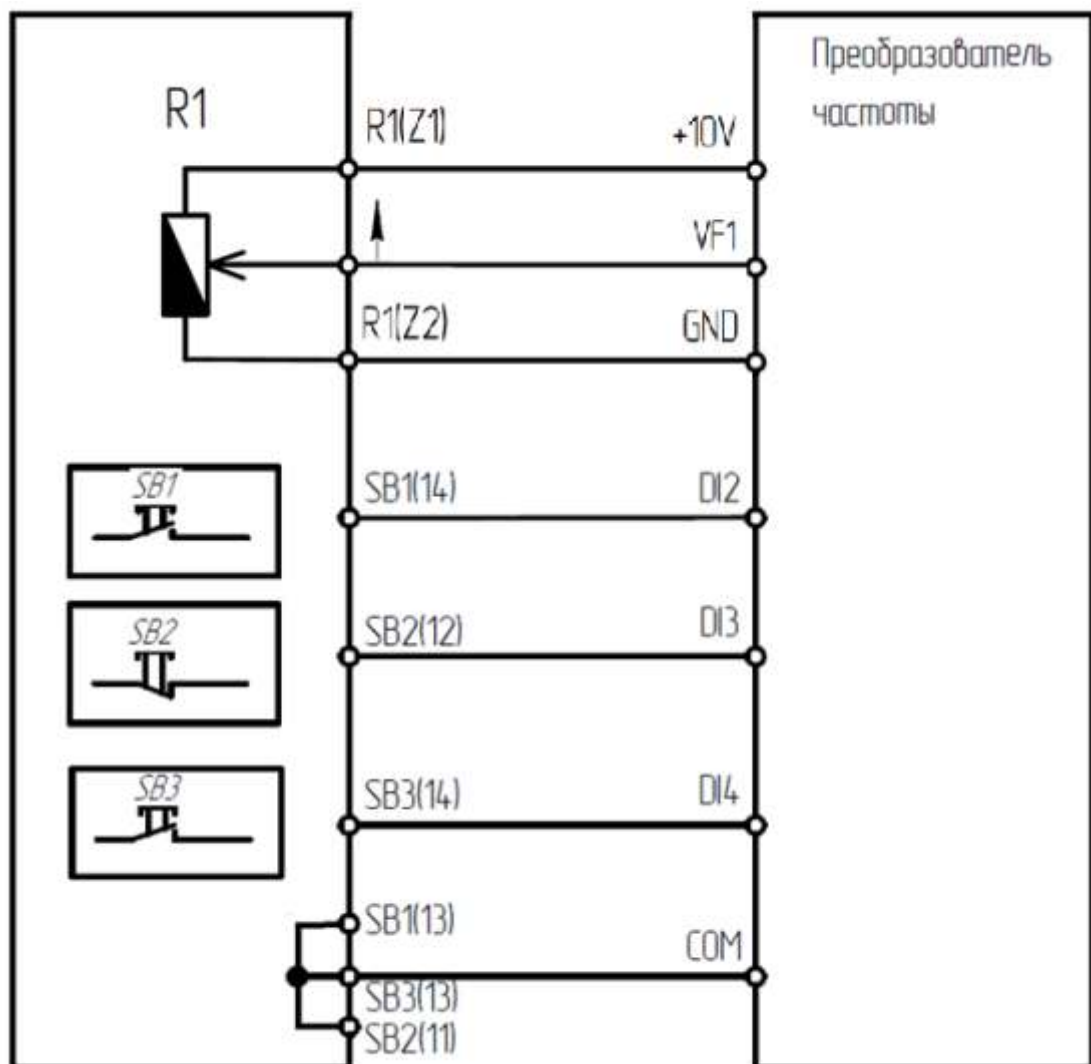 Преобразователь
частоты
R1
R1(Z1)
+10V
VF1
R1(Z2)
GND
SB1
SB1(14)
DI2
SB2
SB2(12)
DI3
SB3
SB3(14)
DI4
SB1(13)
COM
SB3(13)
SB2(11)